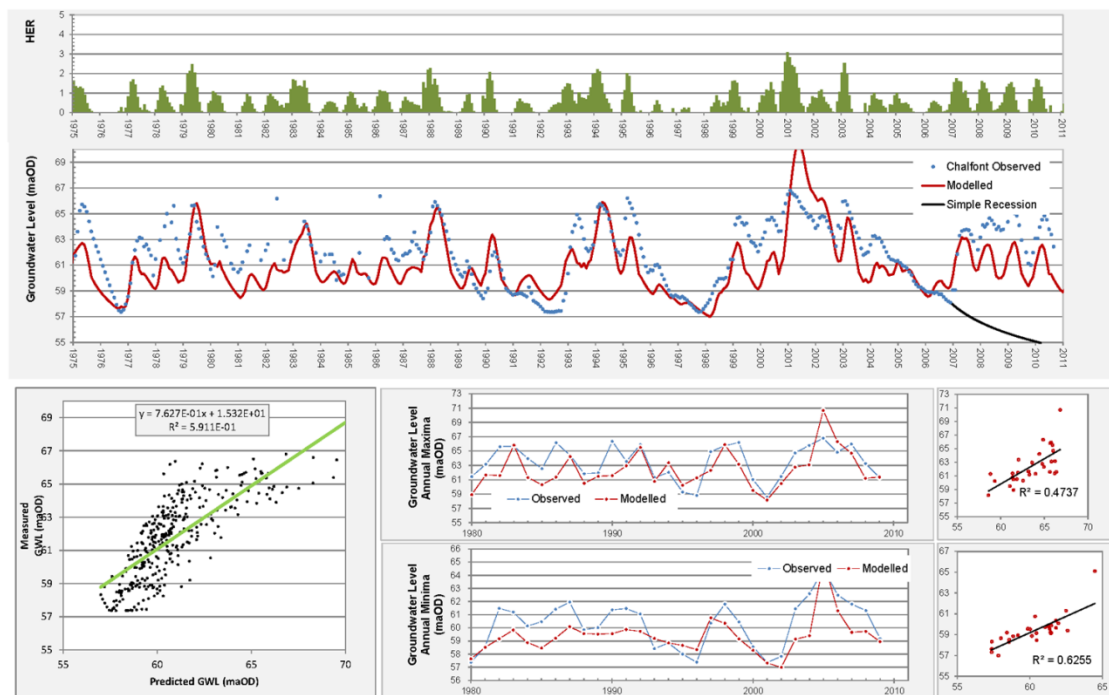 HER
5
4
3
2
1
0
1975 1976 1977 1978 1979 1980 1981 1982 1983 1984 1985 1986 1987 1988 1989 1990 1991 1992 1993 1994 1995 1996 1997 1998 1999 2000 2001 2002 2003 2004 2005 2006 2007 2008 2009 2010 2011
Groundwater Level (maOD)
69
67
65
63
61
59
57
55
Chalfont Observed
Modelled
Simple Recession
1975 1976 1977 1978 1979 1980 1981 1982 1983 1984 1985 1986 1987 1988 1989 1990 1991 1992 1993 1994 1995 1996 1997 1998 1999 2000 2001 2002 2003 2004 2005 2006 2007 2008 2009 2010 2011
Measured
GWL (maOD)
69
67
65
63
61
59
57
55
y = 7.627E-01x + 1.532E+01
R² = 5.911E-01
55 60 65 70
Predicted GWL (maOD)
Groundwater Level
Annual Maxima
(maOD)
73
71
69
67
65
63
61
59
57
55
Observed Modelled
1980 1990 2000 2010
71
69
67
65
63
61
59
57
55
R² = 0.4737
55 60 65 70
Groundwater Level
Annual Minima
(maOD)
66
65
64
63
62
61
60
59
58
57
56
Observed Modelled
1980 1990 2000 2010
67
65
63
61
59
57
55
R² = 0.6255
55 60 65